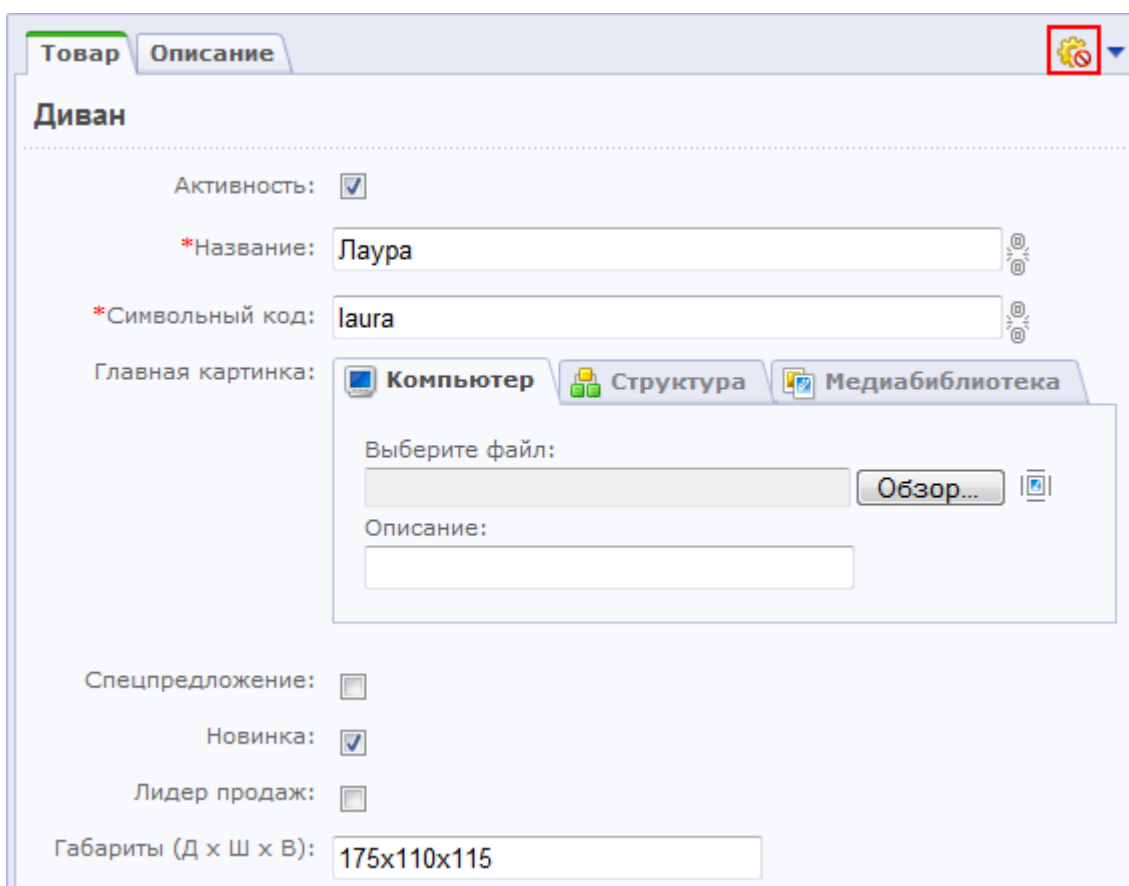 Товар Описание
Диван
Активность:
*Название: Лаура
*Символьный код: laura
Главная картинка: Компьютер Структура Медиабиблиотека
Выберите файл:
Обзор...
Описание:
Спецпредложение:
Новинка:
Лидер продаж:
Габариты (Д х Ш х В): 175x110x115